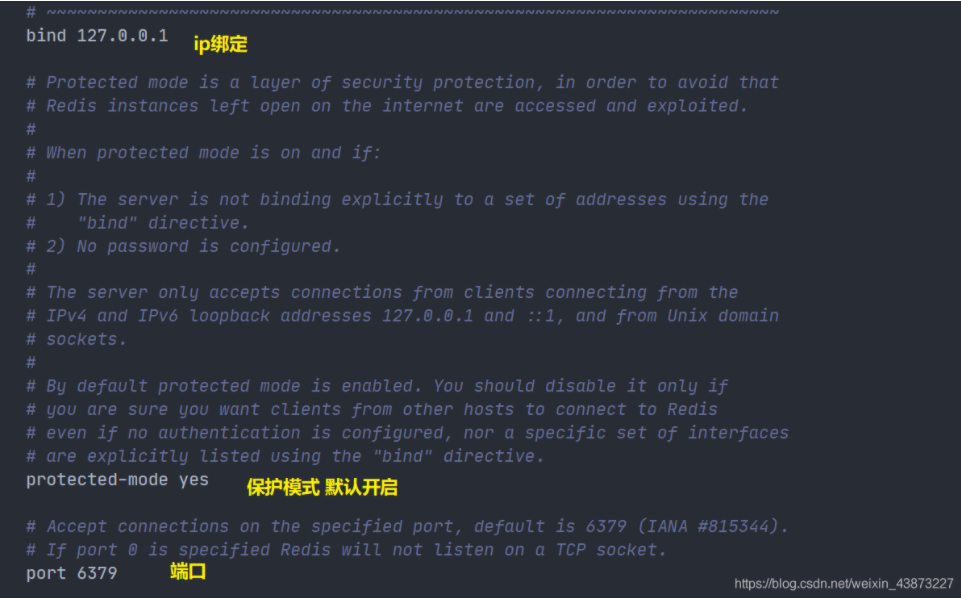 # ~~~~~~~~~~~~~~~~~~~~~~~~~~~~~~~~~~~~~~~~~~~~~~~~~~~~~~~~~~~~~~~~~~~~~~~~
bind 127.0.0.1 ip绑定
# Protected mode is a layer of security protection, in order to avoid that
# Redis instances left open on the internet are accessed and exploited.
#
# When protected mode is on and if:
#
# 1) The server is not binding explicitly to a set of addresses using the
#    "bind" directive.
# 2) No password is configured.
#
# The server only accepts connections from clients connecting from the
# IPv4 and IPv6 loopback addresses 127.0.0.1 and ::1, and from Unix domain
# sockets.
#
# By default protected mode is enabled. You should disable it only if
# you are sure you want clients from other hosts to connect to Redis
# even if no authentication is configured, nor a specific set of interfaces
# are explicitly listed using the "bind" directive.
protected-mode yes 保护模式 默认开启
# Accept connections on the specified port, default is 6379 (IANA #815344).
# If port 0 is specified Redis will not listen on a TCP socket.
port 6379 端口
https://blog.csdn.net/weixin_43873227